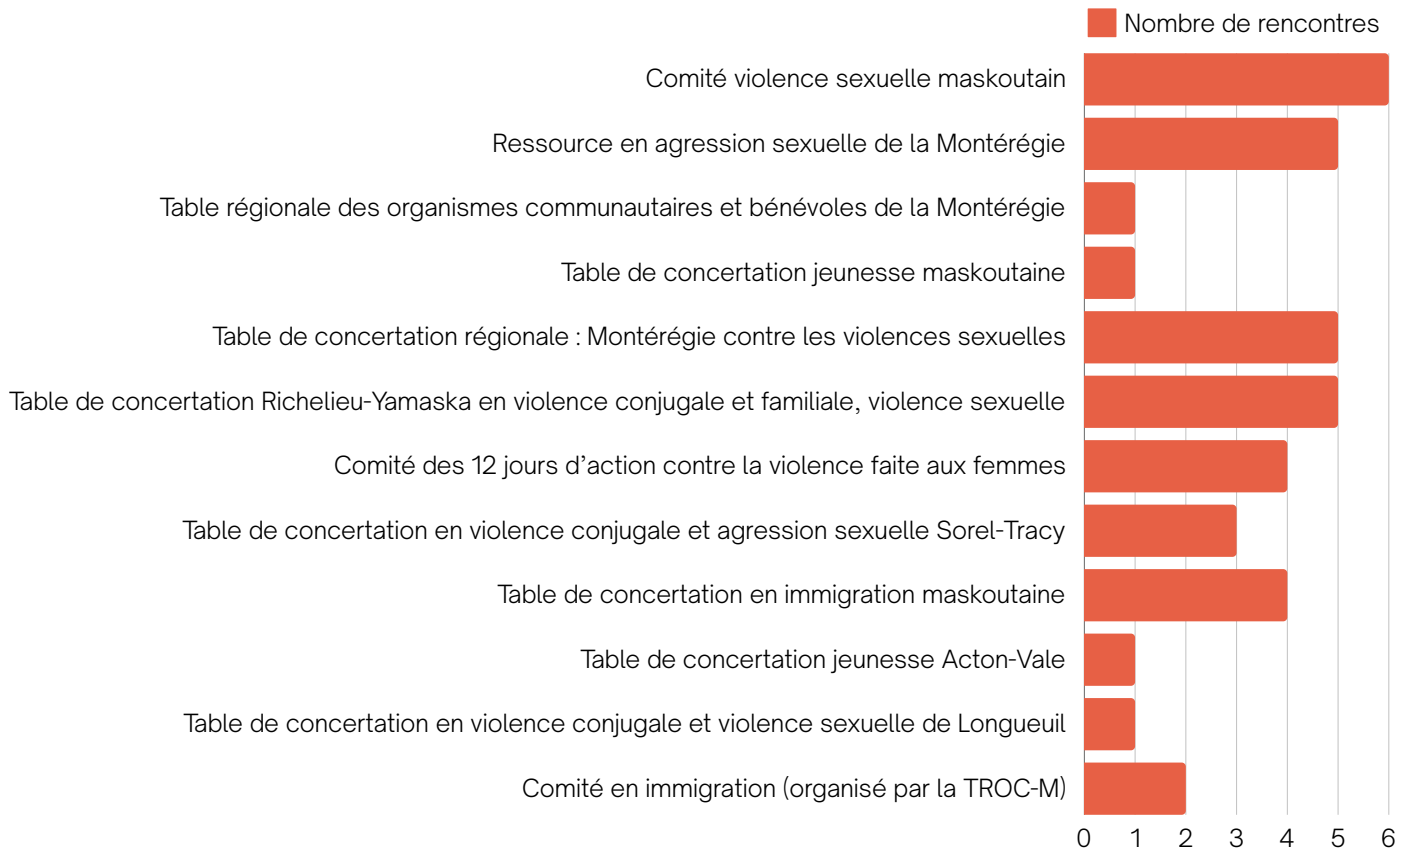 Nombre de rencontres
Comité violence sexuelle maskoutain
Ressource en agression sexuelle de la Montérégie
Table régionale des organismes communautaires et bénévoles de la Montérégie
Table de concertation jeunesse maskoutaine
Table de concertation régionale : Montérégie contre les violences sexuelles
Table de concertation Richelieu-Yamaska en violence conjugale et familiale, violence sexuelle
Comité des 12 jours d’action contre la violence faite aux femmes
Table de concertation en violence conjugale et agression sexuelle Sorel-Tracy
Table de concertation en immigration maskoutaine
Table de concertation jeunesse Acton-Vale
Table de concertation en violence conjugale et violence sexuelle de Longueuil
Comité en immigration (organisé par la TROC-M)
0 1 2 3 4 5 6